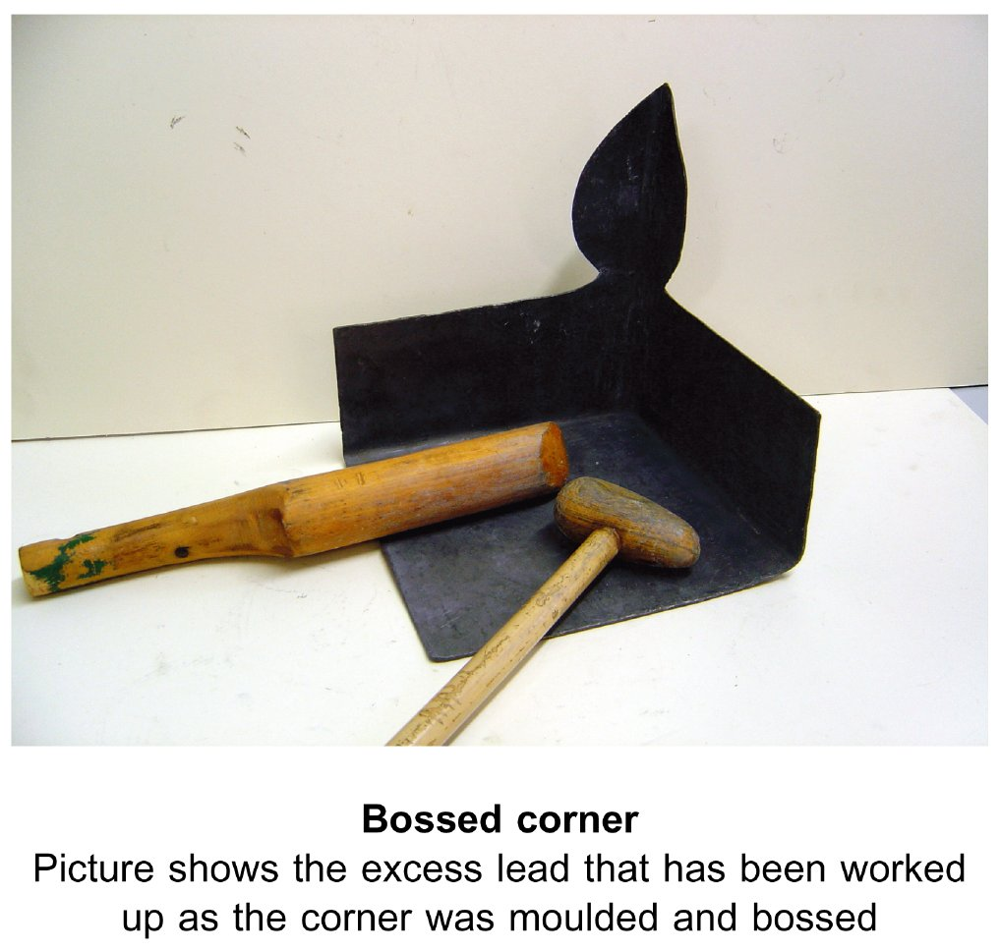 Bossed corner
Picture shows the excess lead that has been worked
up as the corner was moulded and bossed